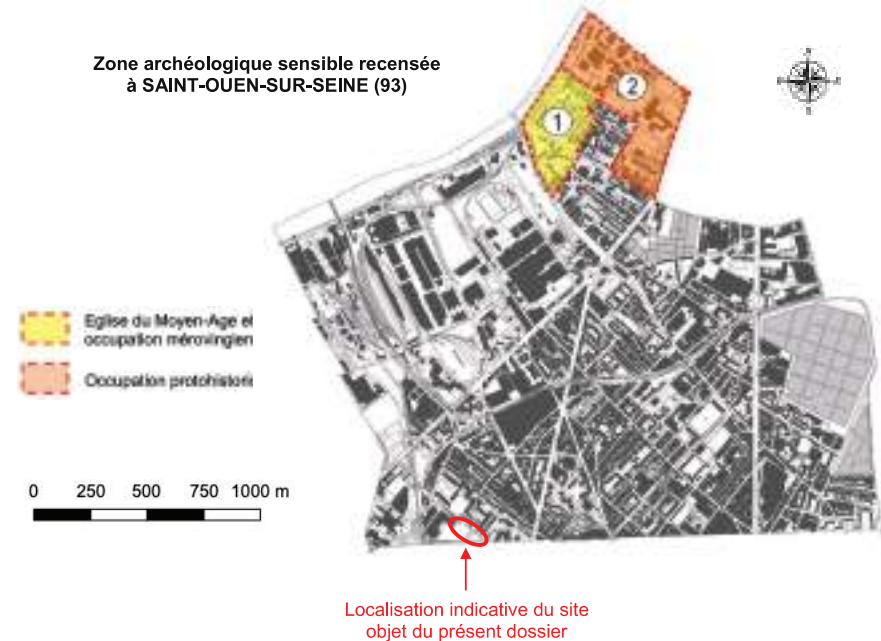 Zone archéologique sensible recensée
à SAINT-OUEN-SUR-SEINE (93)
2
1
Eglise du Moyen-Age et
occupation mérovingien
Occupation protohistori
0 250 500 750 1000 m
Localisation indicative du site
objet du présent dossier